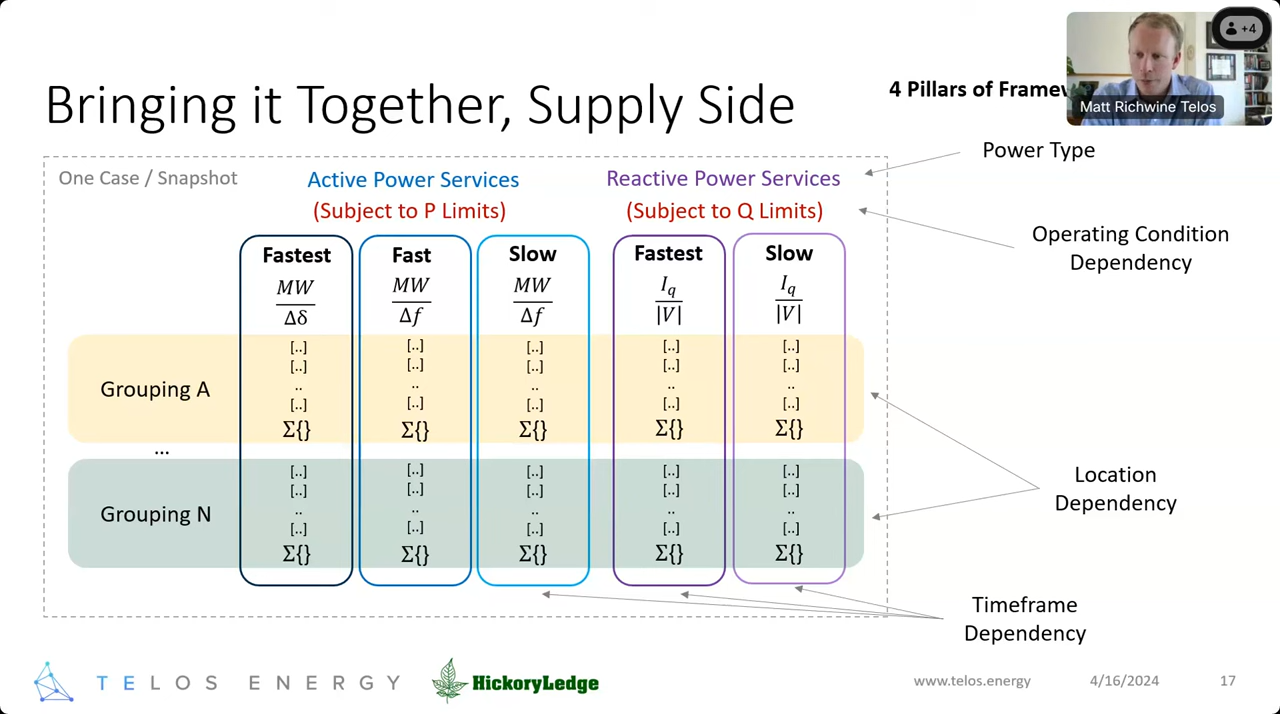 +4
Matt Richwine Telos
Bringing it Together, Supply Side
4 Pillars of Framew
One Case / Snapshot
Active Power Services
(Subject to P Limits)
Reactive Power Services
(Subject to Q Limits)
Power Type
Operating Condition
Dependency
Fastest Fast Slow Fastest Slow
MW MW MW I_q I_q
Δδ Δf Δf |V| |V|
Grouping A
[..] [..] [..] [..] [..]
[..] [..] [..] [..] [..]
.. .. .. .. ..
[..] [..] [..] [..] [..]
Σ{} Σ{} Σ{} Σ{} Σ{}
...
Grouping N
[..] [..] [..] [..] [..]
[..] [..] [..] [..] [..]
.. .. .. .. ..
[..] [..] [..] [..] [..]
Σ{} Σ{} Σ{} Σ{} Σ{}
Location
Dependency
Timeframe
Dependency
TELOS ENERGY
HickoryLedge
www.telos.energy
4/16/2024
17